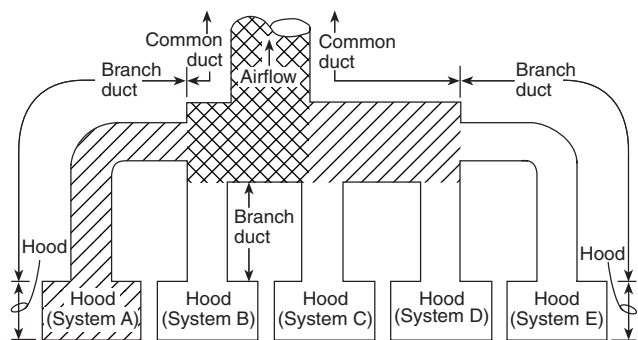 Common
duct
Common
duct
Airflow
Branch
duct
Branch
duct
Branch
duct
Hood
Hood
Hood
(System A)
Hood
(System B)
Hood
(System C)
Hood
(System D)
Hood
(System E)